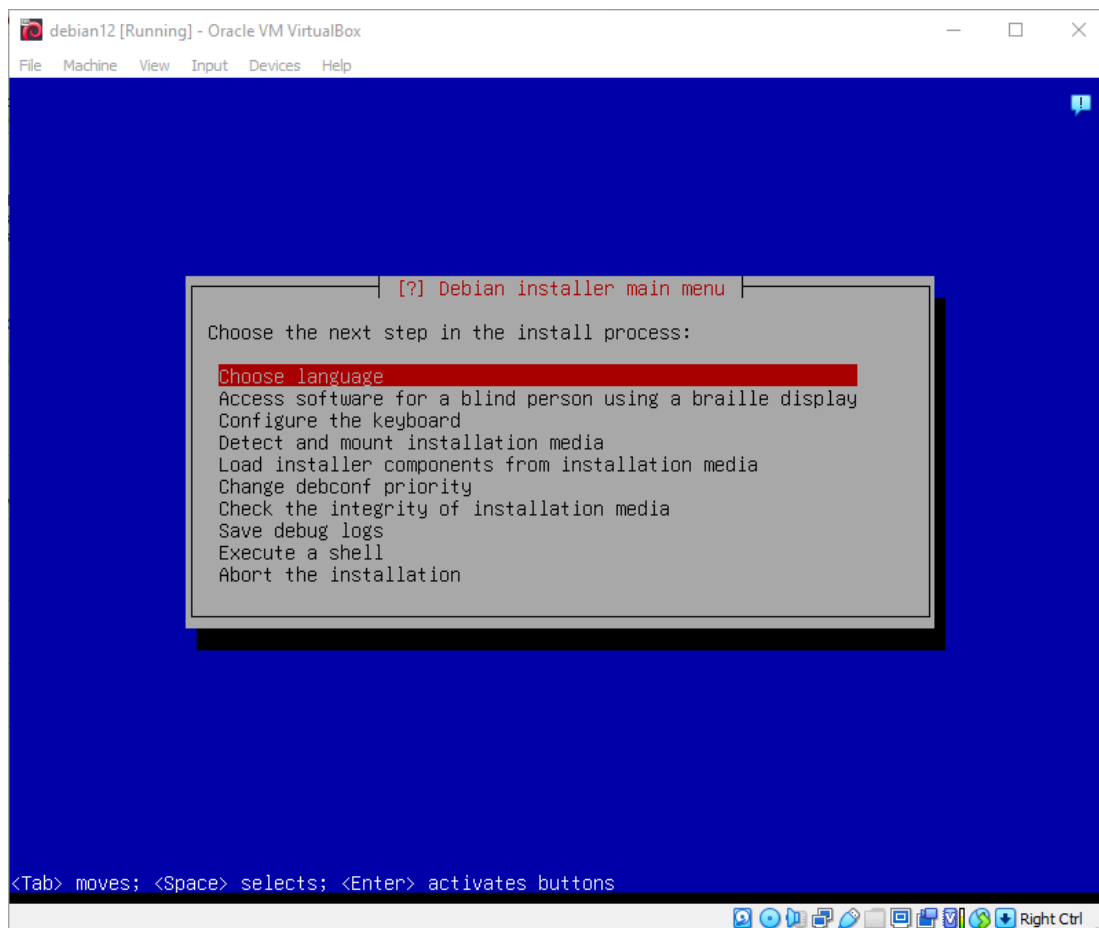 debian12 [Running] - Oracle VM VirtualBox
File Machine View Input Devices Help
[?] Debian installer main menu
Choose the next step in the install process:
Choose language
Access software for a blind person using a braille display
Configure the keyboard
Detect and mount installation media
Load installer components from installation media
Change debconf priority
Check the integrity of installation media
Save debug logs
Execute a shell
Abort the installation
<Tab> moves; <Space> selects; <Enter> activates buttons
Right Ctrl